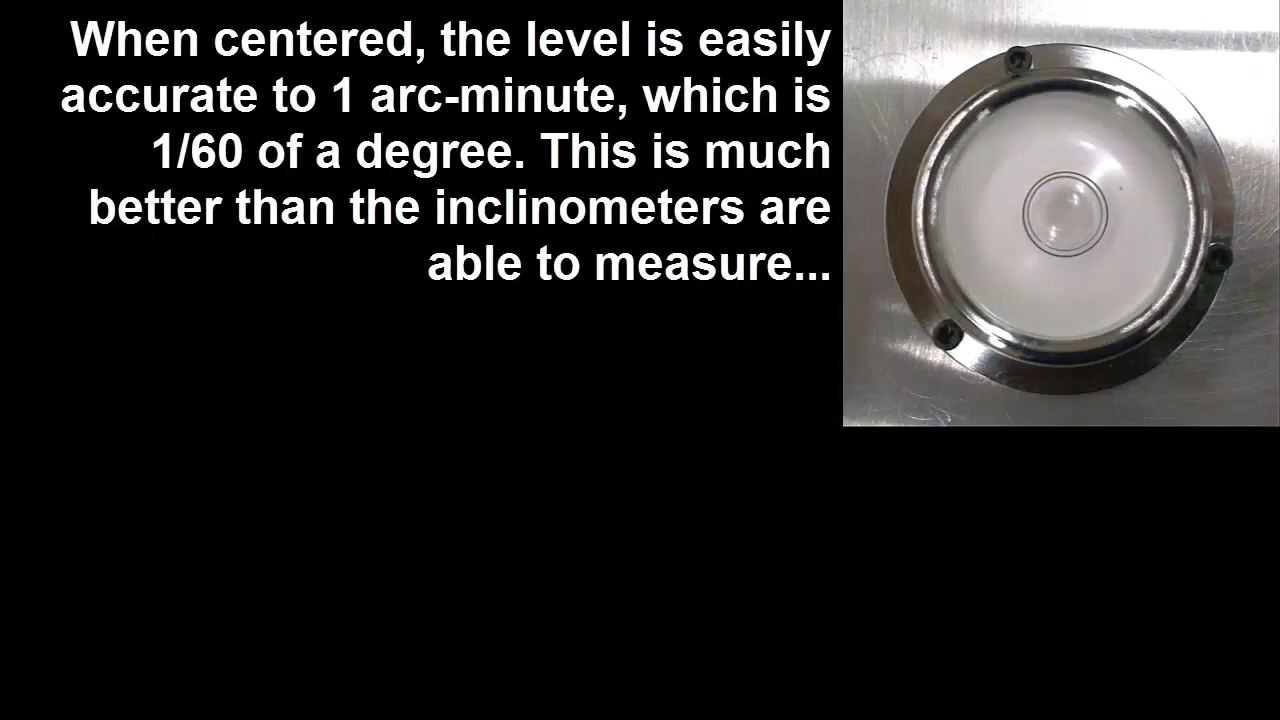 When centered, the level is easily
accurate to 1 arc-minute, which is
1/60 of a degree. This is much
better than the inclinometers are
able to measure...